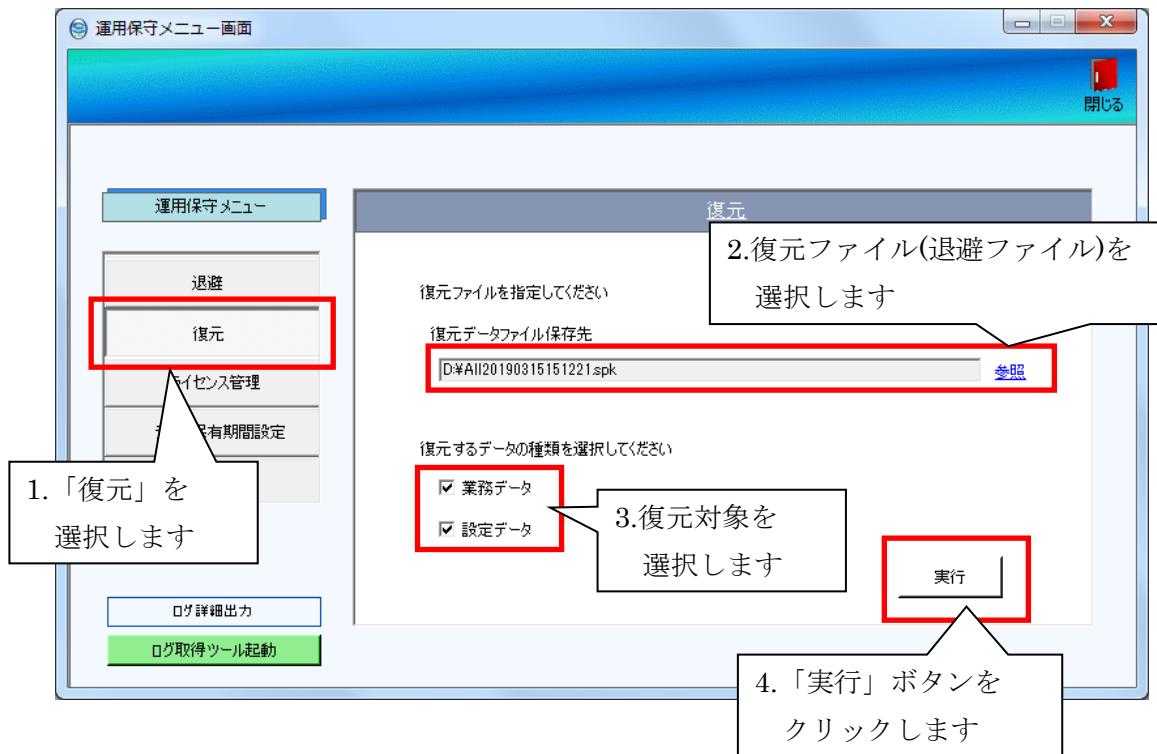 運用保守メニュー画面
閉じる
運用保守メニュー
復元
2.復元ファイル(退避ファイル)を
選択します
退避
復元
イセンス管理
有期間設定
1.「復元」を
選択します
復元ファイルを指定してください
復元データファイル保存先
D:¥All20190315151221.spk
参照
復元するデータの種類を選択してください
業務データ
設定データ
3.復元対象を
選択します
実行
4.「実行」ボタンを
クリックします
ログ詳細出力
ログ取得ツール起動